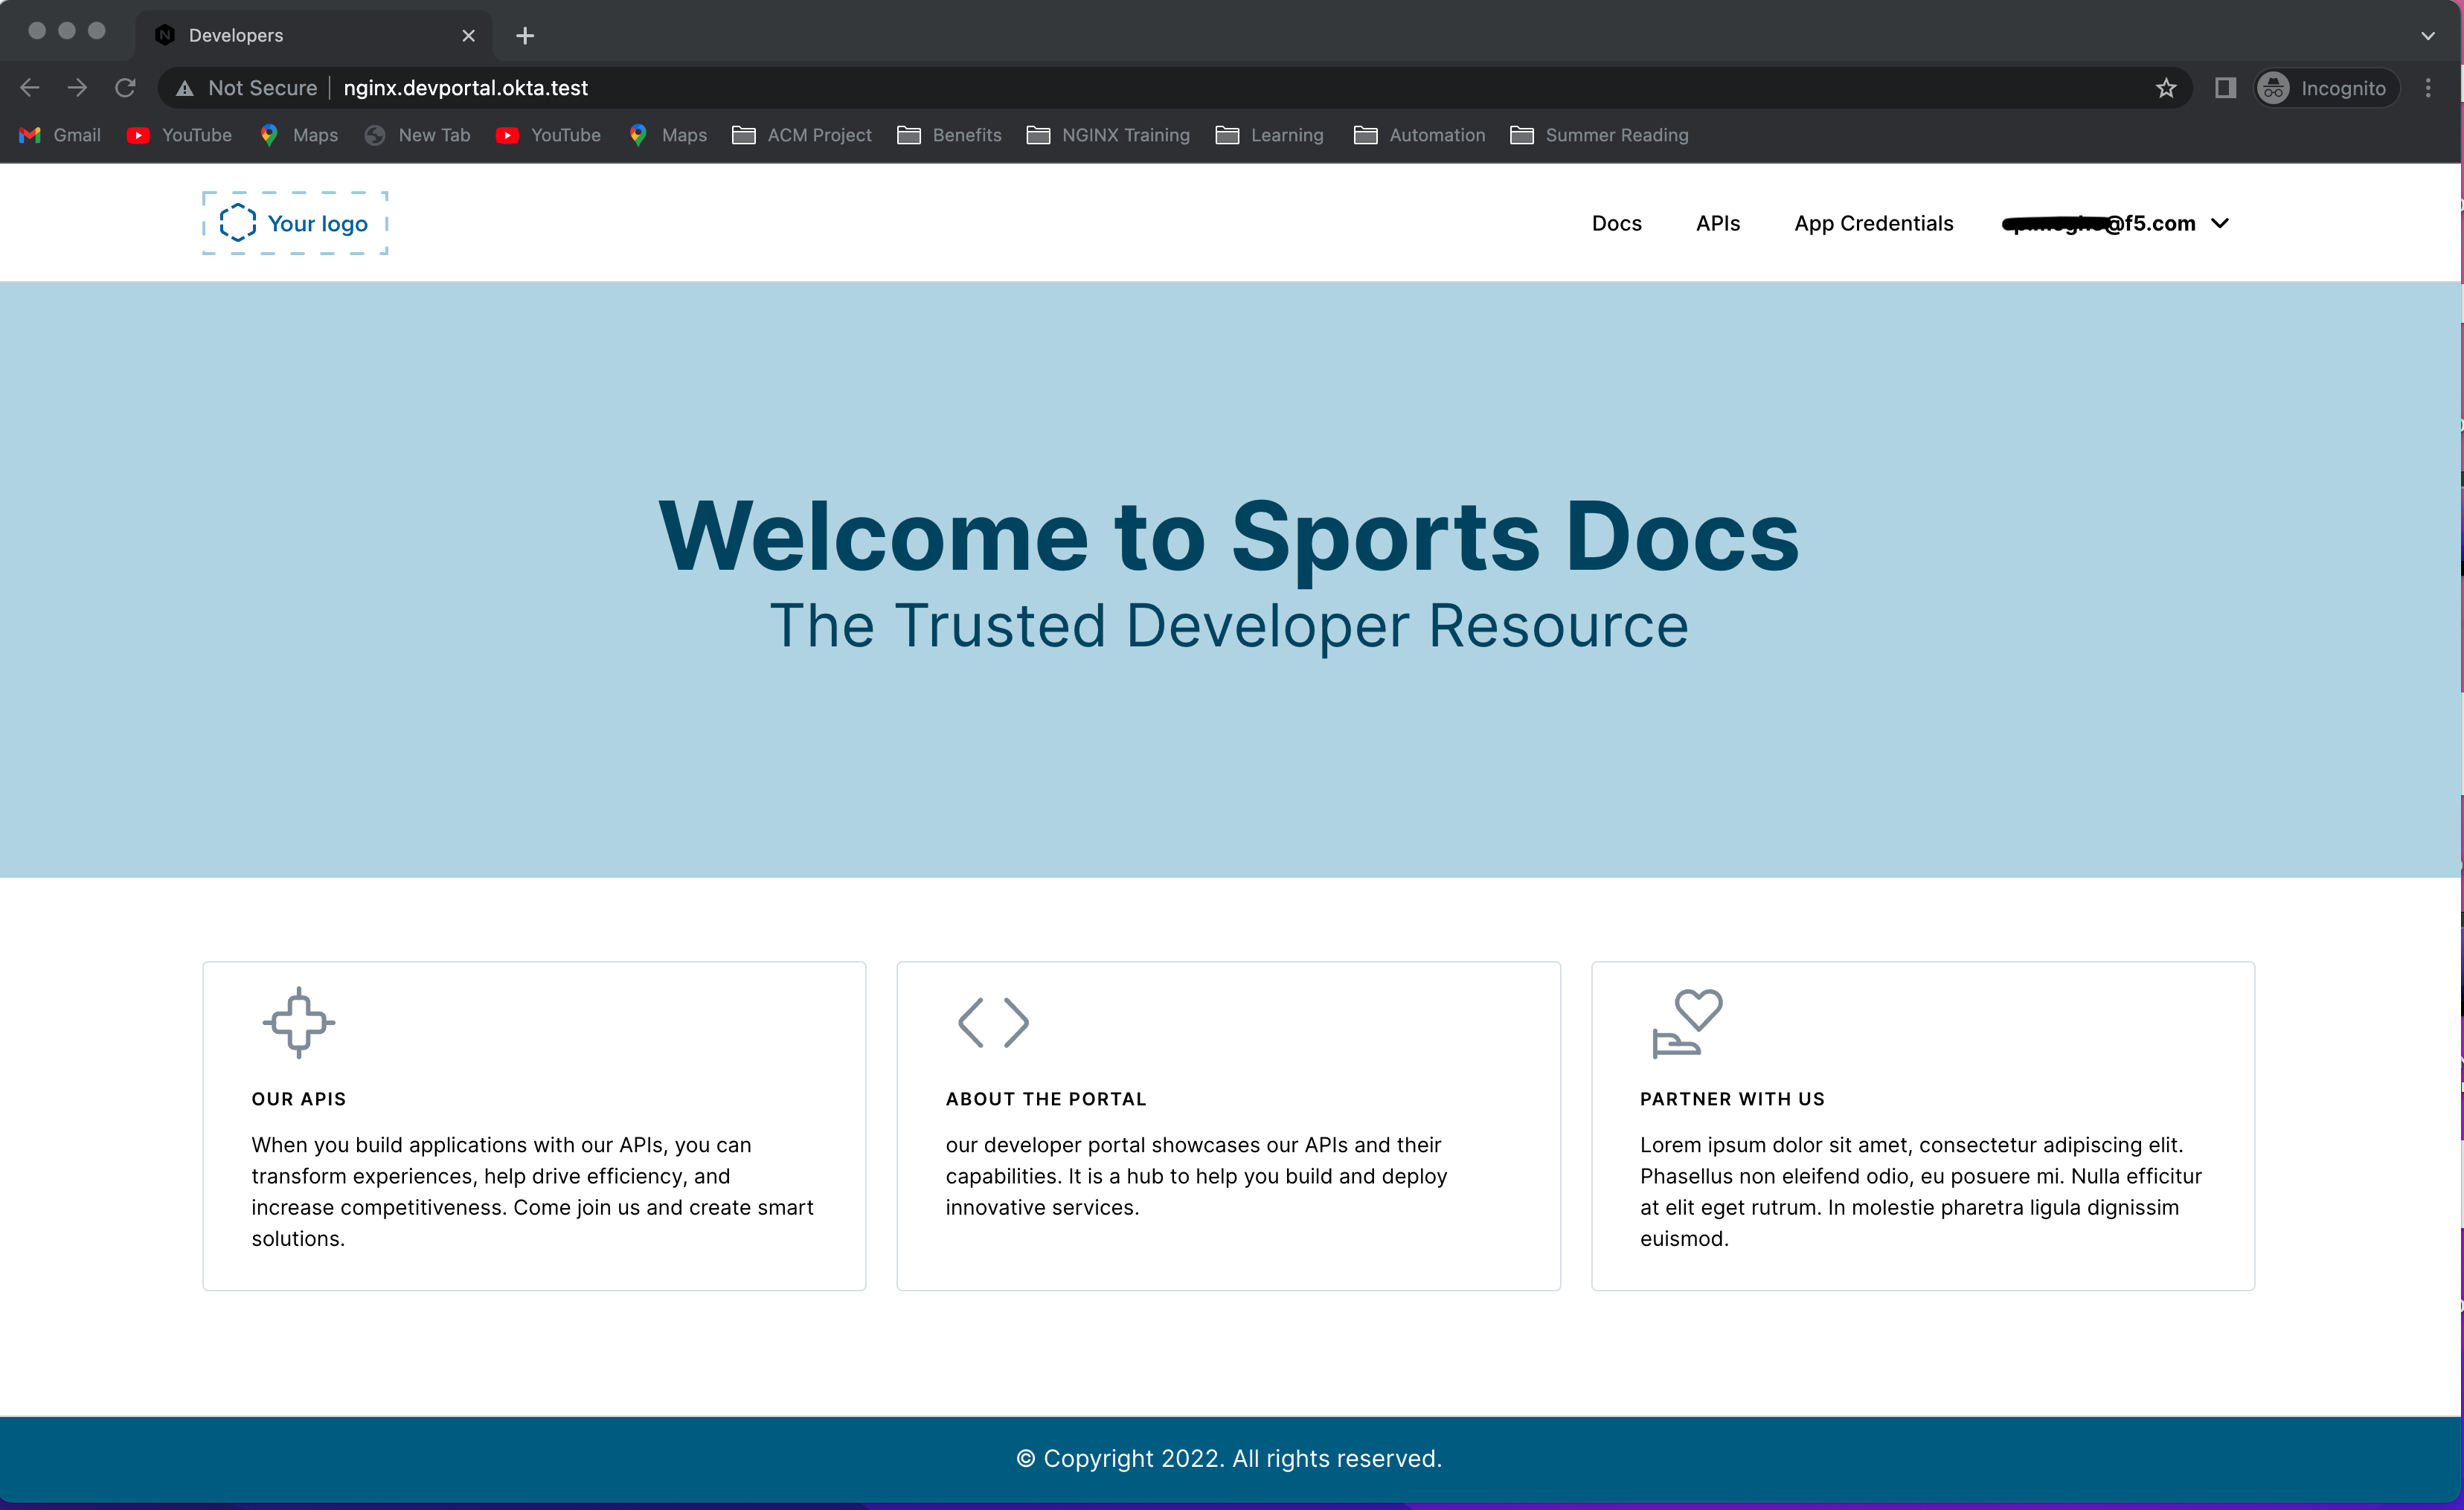 Developers
Not Secure nginx.devportal.okta.test Incognito
Gmail YouTube Maps New Tab YouTube Maps ACM Project Benefits NGINX Training Learning Automation Summer Reading
Your logo Docs APIs App Credentials @f5.com
Welcome to Sports Docs
The Trusted Developer Resource
OUR APIS
When you build applications with our APIs, you can
transform experiences, help drive efficiency, and
increase competitiveness. Come join us and create smart
solutions.
ABOUT THE PORTAL
our developer portal showcases our APIs and their
capabilities. It is a hub to help you build and deploy
innovative services.
PARTNER WITH US
Lorem ipsum dolor sit amet, consectetur adipiscing elit.
Phasellus non eleifend odio, eu posuere mi. Nulla efficitur
at elit eget rutrum. In molestie pharetra ligula dignissim
euismod.
© Copyright 2022. All rights reserved.